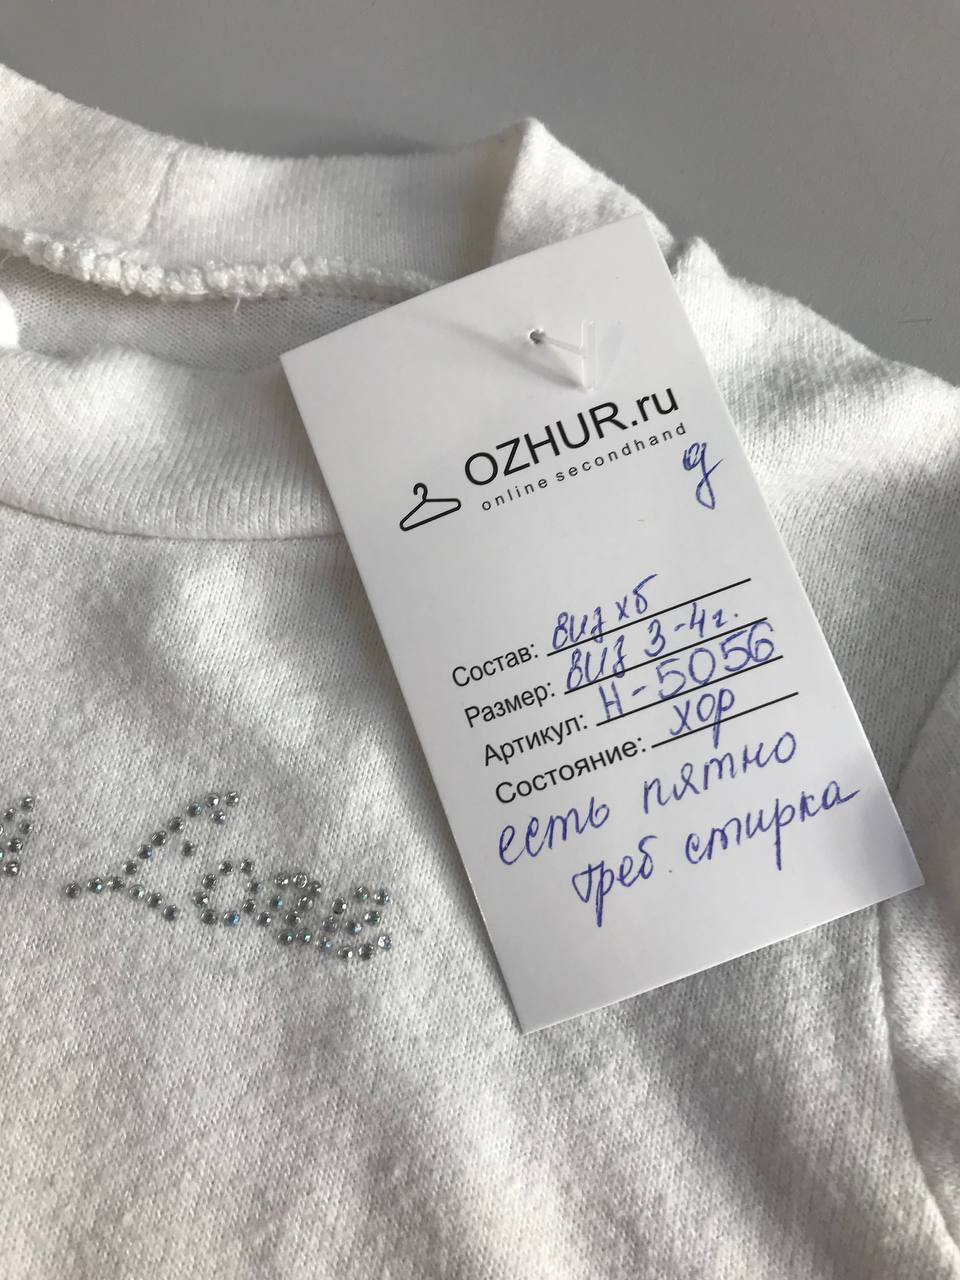 OZHUR.ru
online secondhand
д
Состав: виз хб
Размер: виз 3-4г.
Артикул: Н-5056
Состояние: хор
есть пятно
треб. стирка
Love